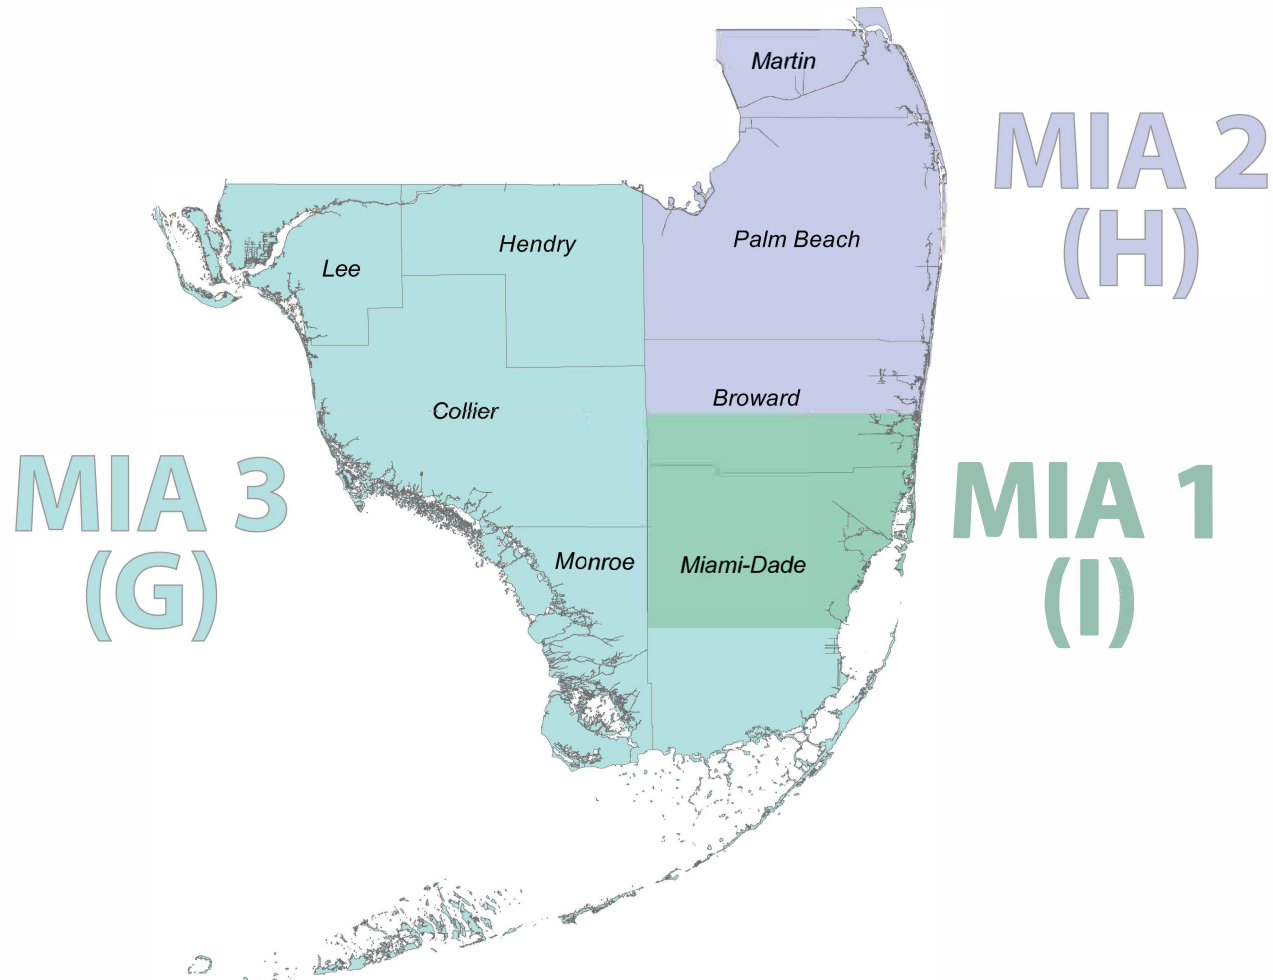 Martin
MIA 2
(H)
Palm Beach
Hendry
Lee
Broward
Collier
MIA 3
(G)
MIA 1
(I)
Monroe
Miami-Dade